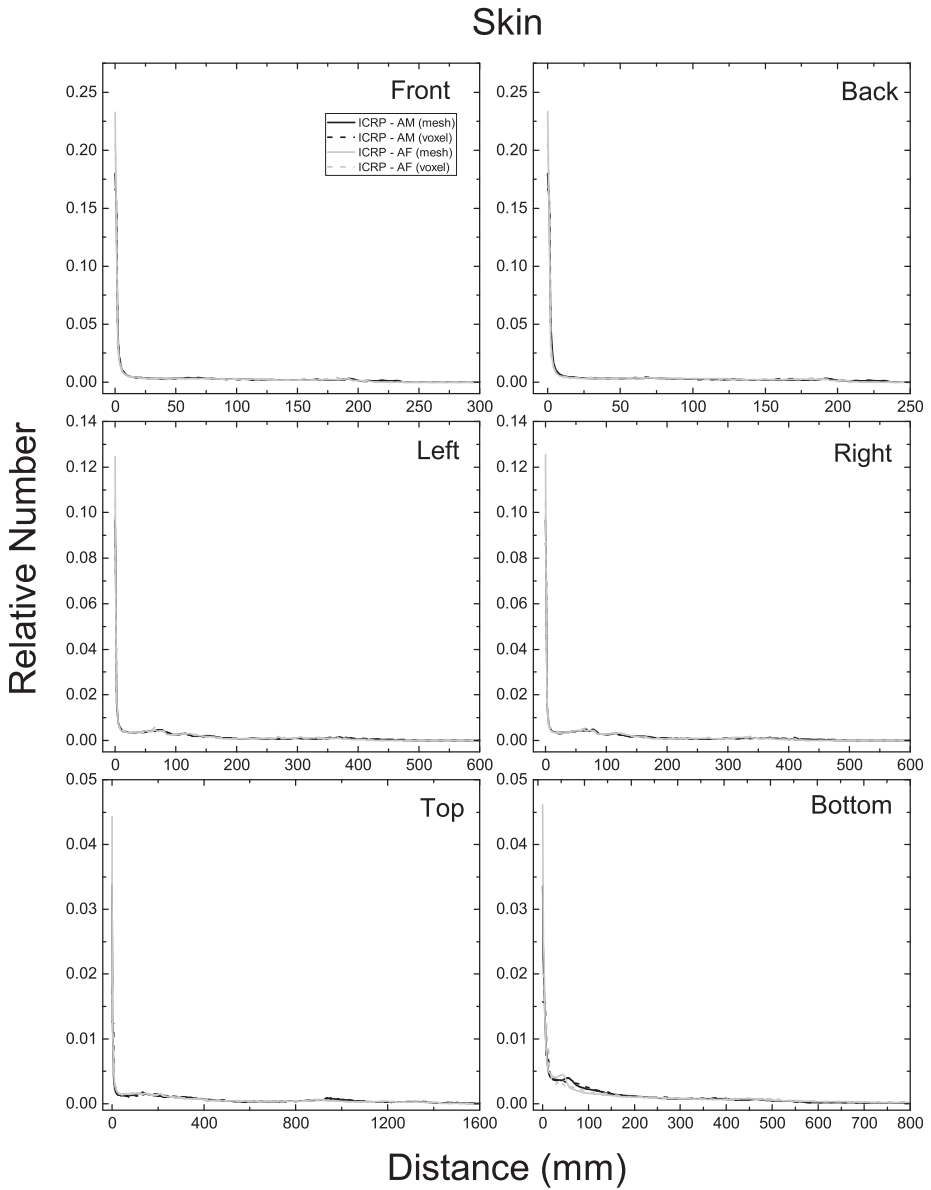 Skin
Front
ICRP - AM (mesh)
ICRP - AM (voxel)
ICRP - AF (mesh)
ICRP - AF (voxel)
0.25
0.20
0.15
0.10
0.05
0.00
0 50 100 150 200 250 300
Back
0.25
0.20
0.15
0.10
0.05
0.00
0 50 100 150 200 250
Left
0.14
0.12
0.10
0.08
0.06
0.04
0.02
0.00
0 100 200 300 400 500 600
Right
0.14
0.12
0.10
0.08
0.06
0.04
0.02
0.00
0 100 200 300 400 500 600
Top
0.05
0.04
0.03
0.02
0.01
0.00
0 400 800 1200 1600
Bottom
0.05
0.04
0.03
0.02
0.01
0.00
0 100 200 300 400 500 600 700 800
Relative Number
Distance (mm)